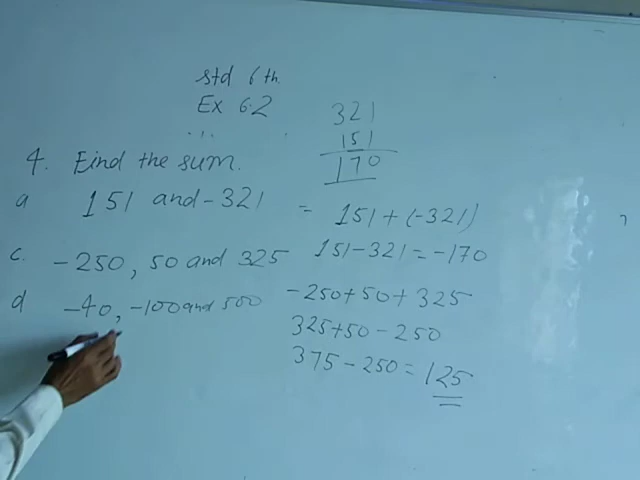 std 6th.
Ex 6.2
321
151
170
4. Find the sum.
a 151 and -321 = 151 + (-321)
151 - 321 = -170
c. -250, 50 and 325
-250 + 50 + 325
d -40, -100 and 500
325 + 50 - 250
375 - 250 = 125